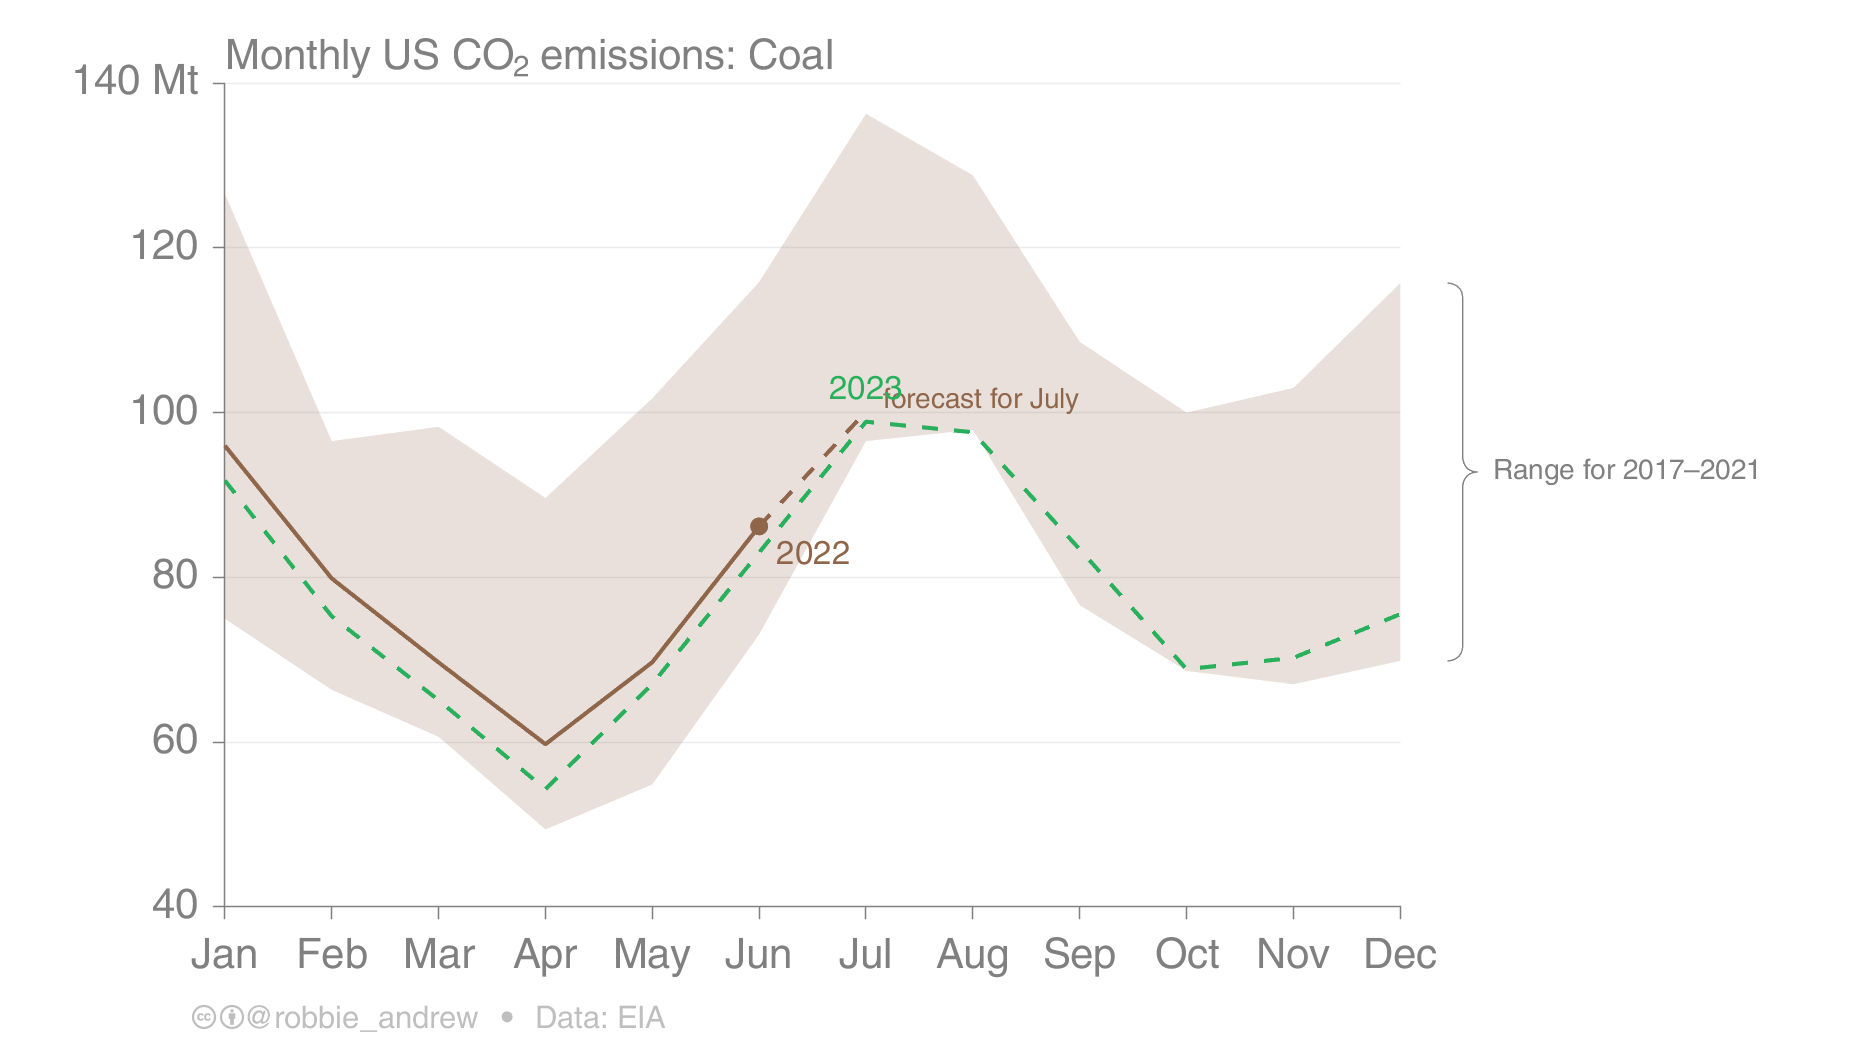 Monthly US CO₂ emissions: Coal
140 Mt
120
100
80
60
40
2023
forecast for July
2022
Range for 2017–2021
Jan Feb Mar Apr May Jun Jul Aug Sep Oct Nov Dec
@robbie_andrew • Data: EIA